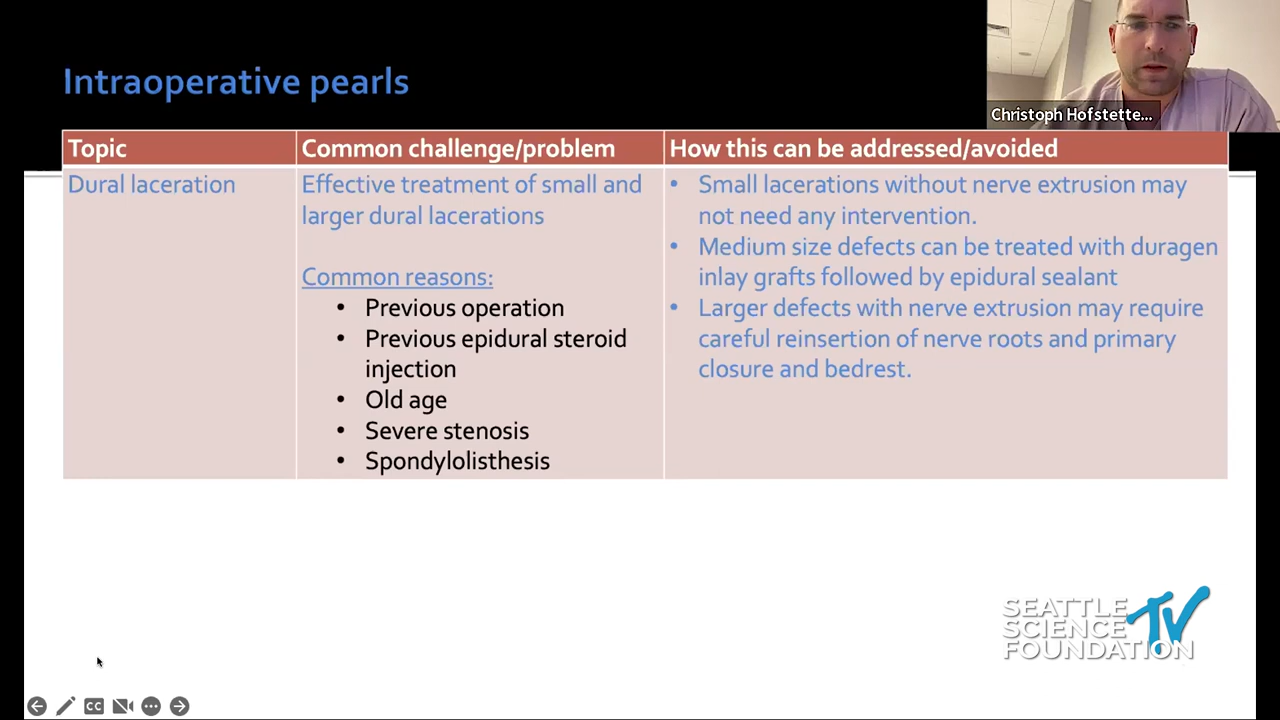 Intraoperative pearls
Christoph Hofstette...
Topic
Common challenge/problem
How this can be addressed/avoided
Dural laceration
Effective treatment of small and
larger dural lacerations
Common reasons:
• Previous operation
• Previous epidural steroid
injection
• Old age
• Severe stenosis
• Spondylolisthesis
• Small lacerations without nerve extrusion may
not need any intervention.
• Medium size defects can be treated with duragen
inlay grafts followed by epidural sealant
• Larger defects with nerve extrusion may require
careful reinsertion of nerve roots and primary
closure and bedrest.
SEATTLE
SCIENCE
FOUNDATION
TV
CC